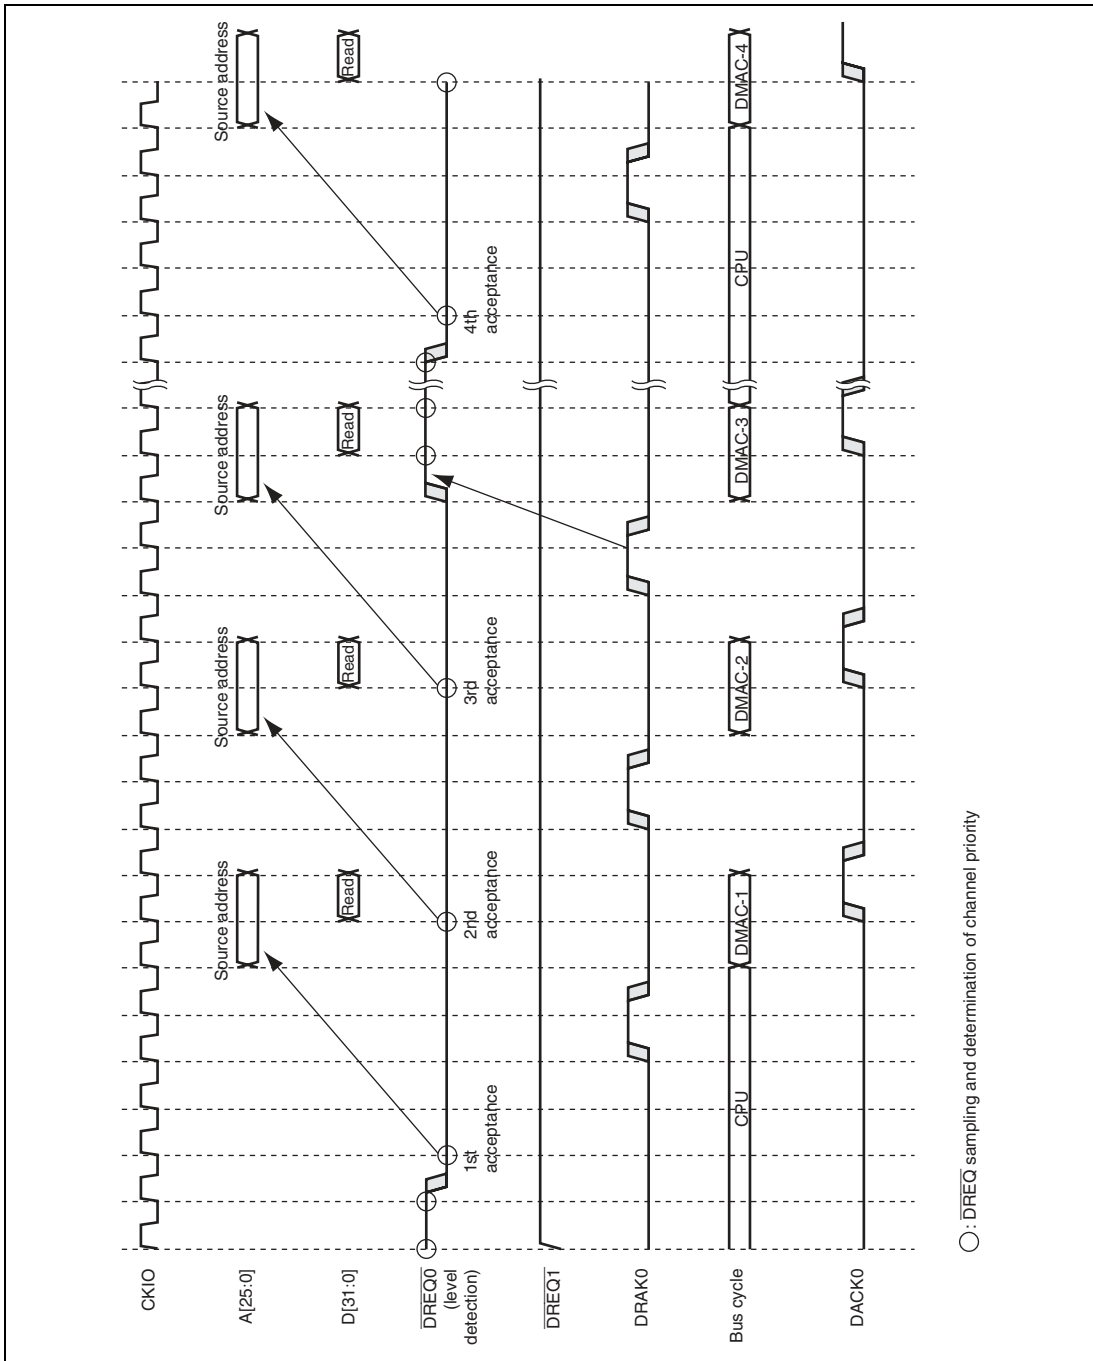 CKIO
Source address
Source address
Source address
Source address
A[25:0]
D[31:0]
Read
Read
Read
Read
DREQ0
(level
detection)
1st
acceptance
2nd
acceptance
3rd
acceptance
4th
acceptance
DREQ1
DRAK0
Bus cycle
CPU
DMAC-1
DMAC-2
DMAC-3
CPU
DMAC-4
DACK0
: DREQ sampling and determination of channel priority